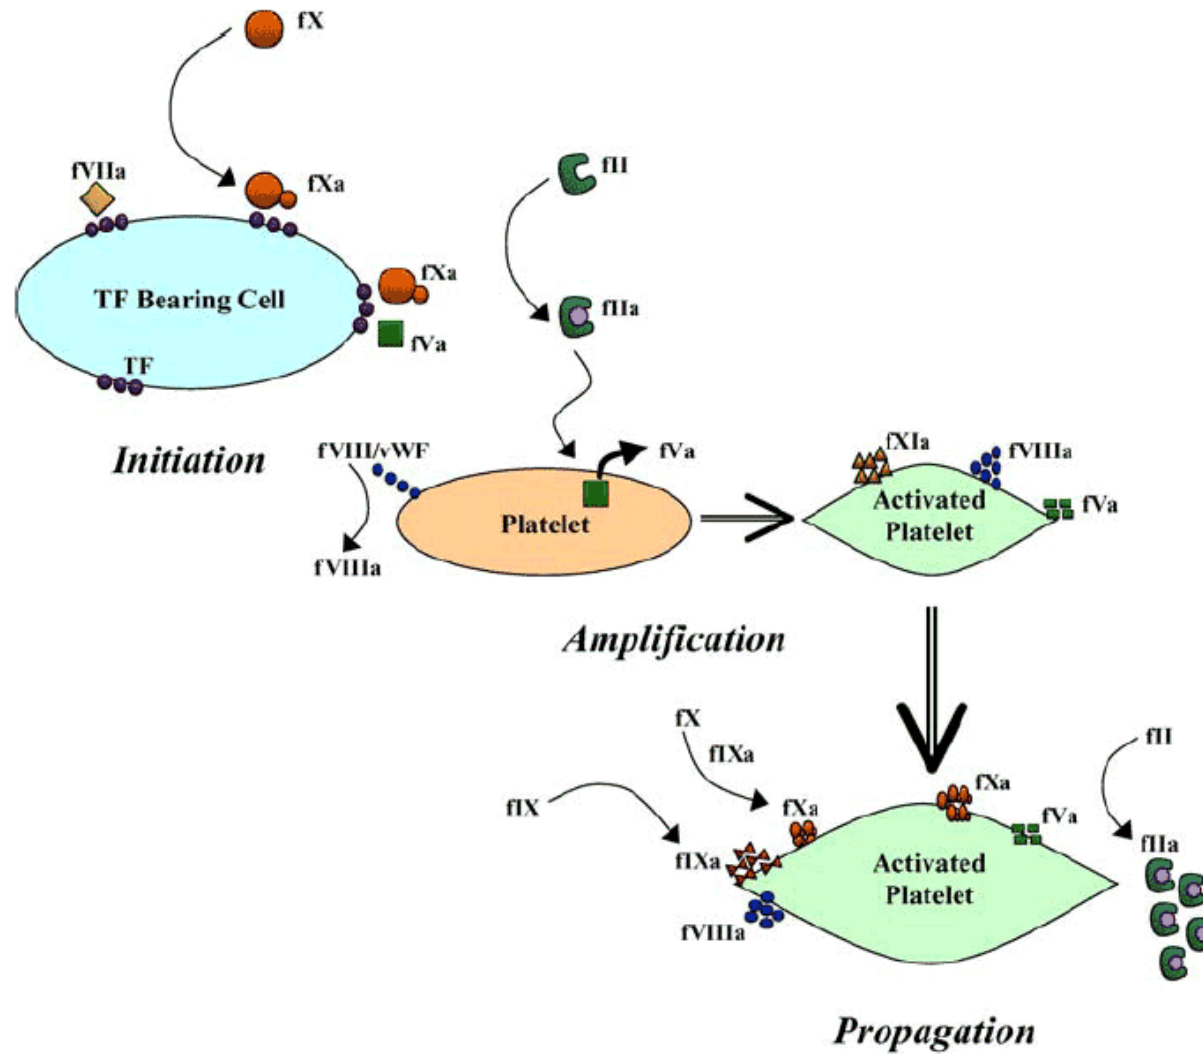 fX
fVIIa
fXa
fII
TF Bearing Cell
fXa
fIIa
fVa
TF
Initiation
fVIII/vWF
fVa
fXIa
fVIIIa
Platelet
Activated
Platelet
fVa
fVIIIa
Amplification
fX
fIXa
fII
fIX
fXa
fXa
fVa
fIIa
fIXa
Activated
Platelet
fVIIIa
Propagation